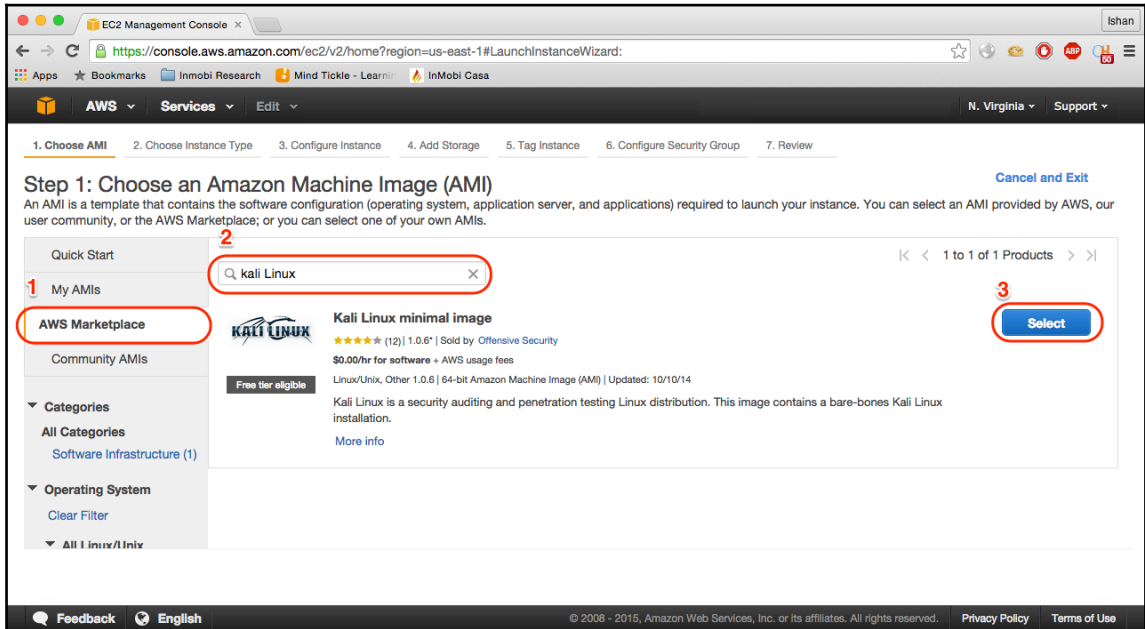 EC2 Management Console ×
Ishan
https://console.aws.amazon.com/ec2/v2/home?region=us-east-1#LaunchInstanceWizard:
ABP
50
Apps Bookmarks Inmobi Research Mind Tickle - Learnin InMobi Casa
AWS Services Edit N. Virginia Support
1. Choose AMI 2. Choose Instance Type 3. Configure Instance 4. Add Storage 5. Tag Instance 6. Configure Security Group 7. Review
Step 1: Choose an Amazon Machine Image (AMI)
Cancel and Exit
An AMI is a template that contains the software configuration (operating system, application server, and applications) required to launch your instance. You can select an AMI provided by AWS, our
user community, or the AWS Marketplace; or you can select one of your own AMIs.
Quick Start
My AMIs
1
AWS Marketplace
Community AMIs
Categories
All Categories
Software Infrastructure (1)
Operating System
Clear Filter
All Linux/Unix
2
kali Linux
1 to 1 of 1 Products
3
Select
KALI LINUX
Free tier eligible
Kali Linux minimal image
(12) | 1.0.6* | Sold by Offensive Security
$0.00/hr for software + AWS usage fees
Linux/Unix, Other 1.0.6 | 64-bit Amazon Machine Image (AMI) | Updated: 10/10/14
Kali Linux is a security auditing and penetration testing Linux distribution. This image contains a bare-bones Kali Linux
installation.
More info
Feedback English © 2008 - 2015, Amazon Web Services, Inc. or its affiliates. All rights reserved. Privacy Policy Terms of Use